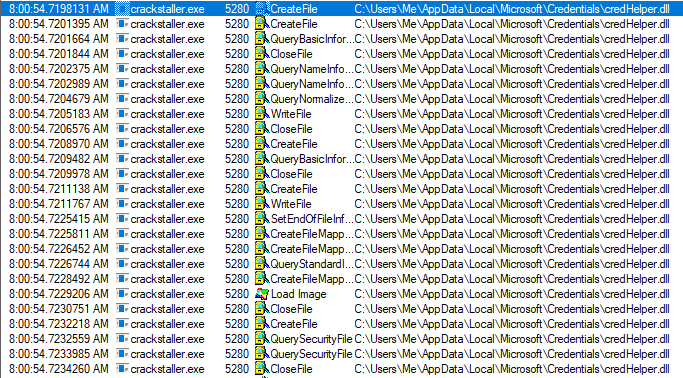 8:00:54.7198131 AM crackstaller.exe 5280 CreateFile C:\Users\Me\AppData\Local\Microsoft\Credentials\credHelper.dll
8:00:54.7201395 AM crackstaller.exe 5280 CreateFile C:\Users\Me\AppData\Local\Microsoft\Credentials\credHelper.dll
8:00:54.7201664 AM crackstaller.exe 5280 QueryBasicInfor... C:\Users\Me\AppData\Local\Microsoft\Credentials\credHelper.dll
8:00:54.7201844 AM crackstaller.exe 5280 CloseFile C:\Users\Me\AppData\Local\Microsoft\Credentials\credHelper.dll
8:00:54.7202375 AM crackstaller.exe 5280 QueryNameInfo... C:\Users\Me\AppData\Local\Microsoft\Credentials\credHelper.dll
8:00:54.7202989 AM crackstaller.exe 5280 QueryNameInfo... C:\Users\Me\AppData\Local\Microsoft\Credentials\credHelper.dll
8:00:54.7204679 AM crackstaller.exe 5280 QueryNormalize... C:\Users\Me\AppData\Local\Microsoft\Credentials\credHelper.dll
8:00:54.7205183 AM crackstaller.exe 5280 WriteFile C:\Users\Me\AppData\Local\Microsoft\Credentials\credHelper.dll
8:00:54.7206576 AM crackstaller.exe 5280 CloseFile C:\Users\Me\AppData\Local\Microsoft\Credentials\credHelper.dll
8:00:54.7208970 AM crackstaller.exe 5280 CreateFile C:\Users\Me\AppData\Local\Microsoft\Credentials\credHelper.dll
8:00:54.7209482 AM crackstaller.exe 5280 QueryBasicInfor... C:\Users\Me\AppData\Local\Microsoft\Credentials\credHelper.dll
8:00:54.7209978 AM crackstaller.exe 5280 CloseFile C:\Users\Me\AppData\Local\Microsoft\Credentials\credHelper.dll
8:00:54.7211138 AM crackstaller.exe 5280 CreateFile C:\Users\Me\AppData\Local\Microsoft\Credentials\credHelper.dll
8:00:54.7211767 AM crackstaller.exe 5280 WriteFile C:\Users\Me\AppData\Local\Microsoft\Credentials\credHelper.dll
8:00:54.7225415 AM crackstaller.exe 5280 SetEndOfFileInf... C:\Users\Me\AppData\Local\Microsoft\Credentials\credHelper.dll
8:00:54.7225811 AM crackstaller.exe 5280 CreateFileMapp... C:\Users\Me\AppData\Local\Microsoft\Credentials\credHelper.dll
8:00:54.7226452 AM crackstaller.exe 5280 CreateFileMapp... C:\Users\Me\AppData\Local\Microsoft\Credentials\credHelper.dll
8:00:54.7226744 AM crackstaller.exe 5280 QueryStandardI... C:\Users\Me\AppData\Local\Microsoft\Credentials\credHelper.dll
8:00:54.7228492 AM crackstaller.exe 5280 CreateFileMapp... C:\Users\Me\AppData\Local\Microsoft\Credentials\credHelper.dll
8:00:54.7229206 AM crackstaller.exe 5280 Load Image C:\Users\Me\AppData\Local\Microsoft\Credentials\credHelper.dll
8:00:54.7230751 AM crackstaller.exe 5280 CloseFile C:\Users\Me\AppData\Local\Microsoft\Credentials\credHelper.dll
8:00:54.7232218 AM crackstaller.exe 5280 CreateFile C:\Users\Me\AppData\Local\Microsoft\Credentials\credHelper.dll
8:00:54.7232559 AM crackstaller.exe 5280 QuerySecurityFile C:\Users\Me\AppData\Local\Microsoft\Credentials\credHelper.dll
8:00:54.7233985 AM crackstaller.exe 5280 QuerySecurityFile C:\Users\Me\AppData\Local\Microsoft\Credentials\credHelper.dll
8:00:54.7234260 AM crackstaller.exe 5280 CloseFile C:\Users\Me\AppData\Local\Microsoft\Credentials\credHelper.dll